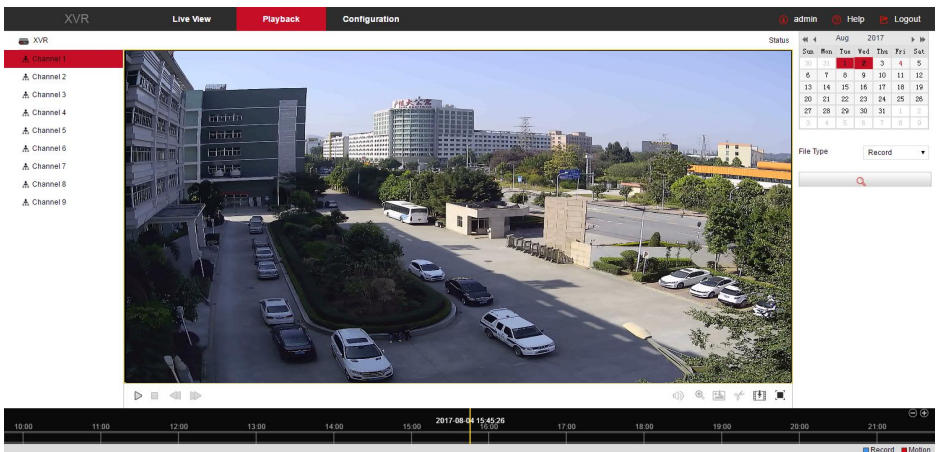 XVR
Live View
Playback
Configuration
admin
Help
Logout
XVR
Status
Channel 1
Channel 2
Channel 3
Channel 4
Channel 5
Channel 6
Channel 7
Channel 8
Channel 9
Aug 2017
Sun Mon Tue Wed Thu Fri Sat
30 31 1 2 3 4 5
6 7 8 9 10 11 12
13 14 15 16 17 18 19
20 21 22 23 24 25 26
27 28 29 30 31 1 2
3 4 5 6 7 8 9
File Type
Record
2017-08-04 15:45:26
10:00 11:00 12:00 13:00 14:00 15:00 16:00 17:00 18:00 19:00 20:00 21:00
Record Motion